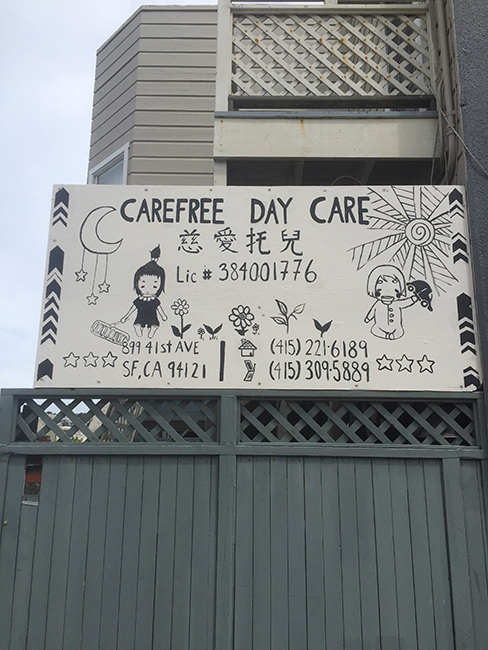 CAREFREE DAY CARE
慈愛托兒
Lic # 384001776
899 41st AVE
SF, CA 94121
(415) 221-6189
(415) 309-5889